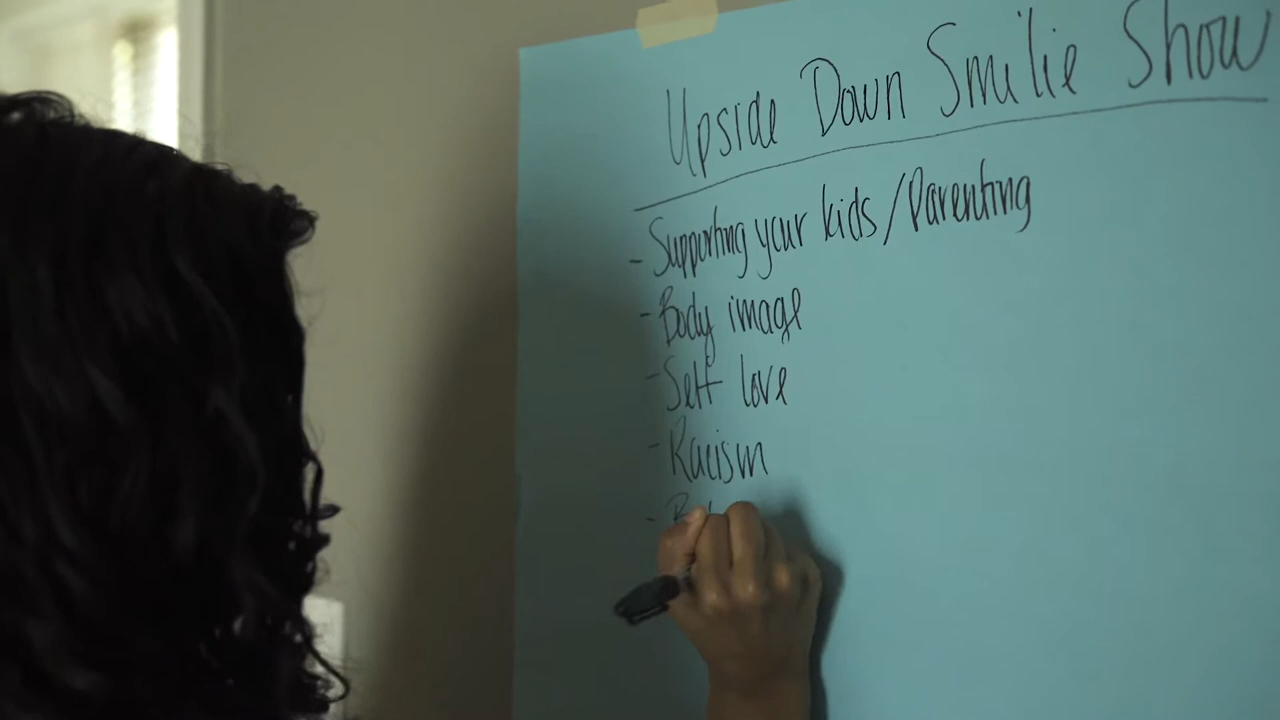 Upside Down Smilie Show
- Supporting your kids/Parenting
- Body image
- Self love
- Racism
-